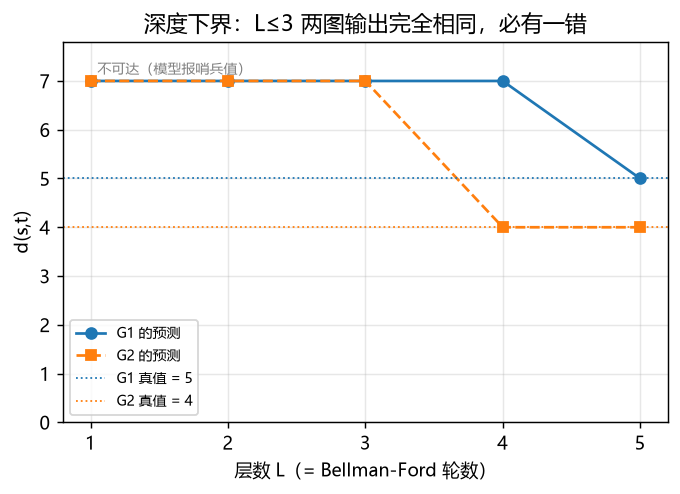 深度下界：L≤3 两图输出完全相同，必有一错
不可达（模型报哨兵值）
d(s,t)
7
6
5
4
3
2
1
0
G1 的预测
G2 的预测
G1 真值 = 5
G2 真值 = 4
1 2 3 4 5
层数 L（= Bellman-Ford 轮数）